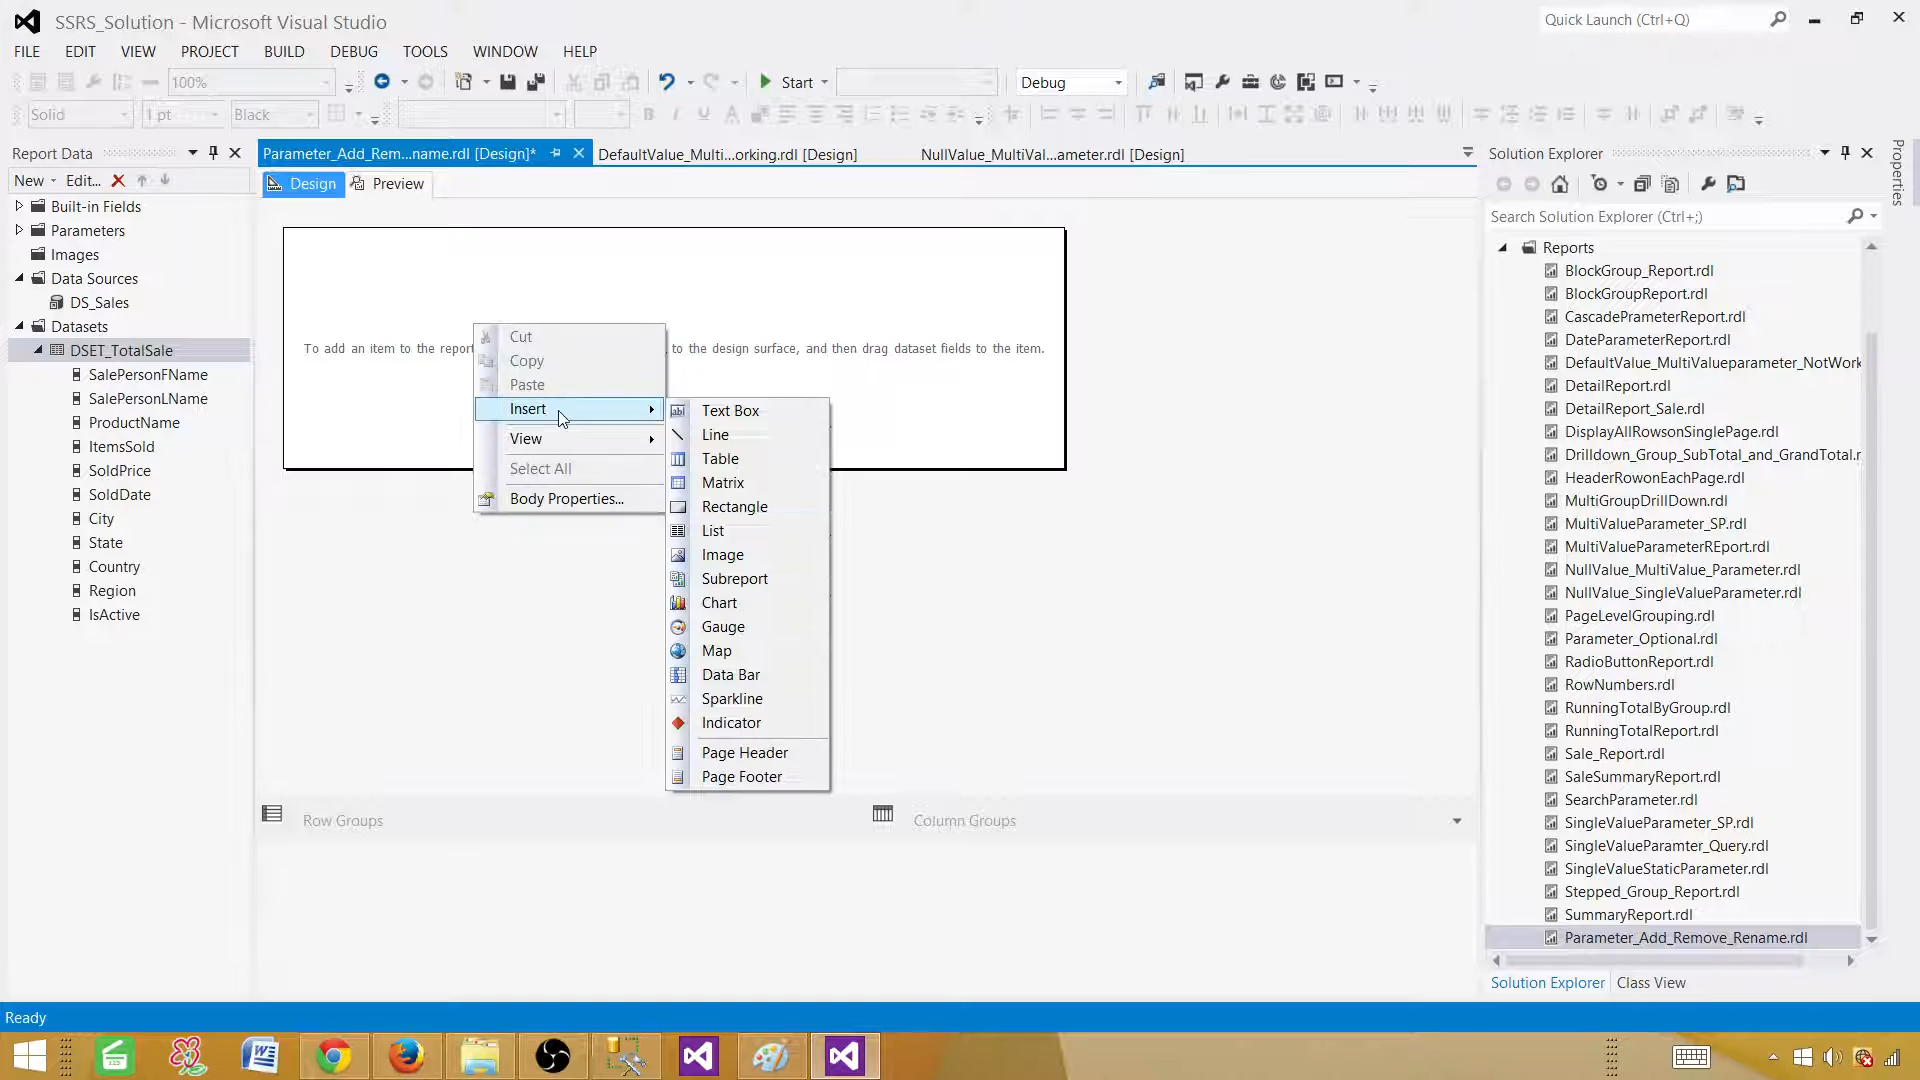 SSRS_Solution - Microsoft Visual Studio
Quick Launch (Ctrl+Q)
FILE EDIT VIEW PROJECT BUILD DEBUG TOOLS WINDOW HELP
100%
Start
Debug
Solid
1 pt
Black
B I U A
Report Data
New Edit...
Built-in Fields
Parameters
Images
Data Sources
DS_Sales
Datasets
DSET_TotalSale
SalePersonFName
SalePersonLName
ProductName
ItemsSold
SoldPrice
SoldDate
City
State
Country
Region
IsActive
Parameter_Add_Rem...name.rdl [Design]*
DefaultValue_Multi...orking.rdl [Design]
NullValue_MultiVal...ameter.rdl [Design]
Design
Preview
To add an item to the repor
to the design surface, and then drag dataset fields to the item.
Cut
Copy
Paste
Insert
View
Select All
Body Properties...
Text Box
Line
Table
Matrix
Rectangle
List
Image
Subreport
Chart
Gauge
Map
Data Bar
Sparkline
Indicator
Page Header
Page Footer
Row Groups
Column Groups
Solution Explorer
Search Solution Explorer (Ctrl+;)
Reports
BlockGroup_Report.rdl
BlockGroupReport.rdl
CascadePrameterReport.rdl
DateParameterReport.rdl
DefaultValue_MultiValueparameter_NotWork
DetailReport.rdl
DetailReport_Sale.rdl
DisplayAllRowsonSinglePage.rdl
Drilldown_Group_SubTotal_and_GrandTotal.r
HeaderRowonEachPage.rdl
MultiGroupDrillDown.rdl
MultiValueParameter_SP.rdl
MultiValueParameterREport.rdl
NullValue_MultiValue_Parameter.rdl
NullValue_SingleValueParameter.rdl
PageLevelGrouping.rdl
Parameter_Optional.rdl
RadioButtonReport.rdl
RowNumbers.rdl
RunningTotalByGroup.rdl
RunningTotalReport.rdl
Sale_Report.rdl
SaleSummaryReport.rdl
SearchParameter.rdl
SingleValueParameter_SP.rdl
SingleValueParamter_Query.rdl
SingleValueStaticParameter.rdl
Stepped_Group_Report.rdl
SummaryReport.rdl
Parameter_Add_Remove_Rename.rdl
Solution Explorer Class View
Properties
Ready